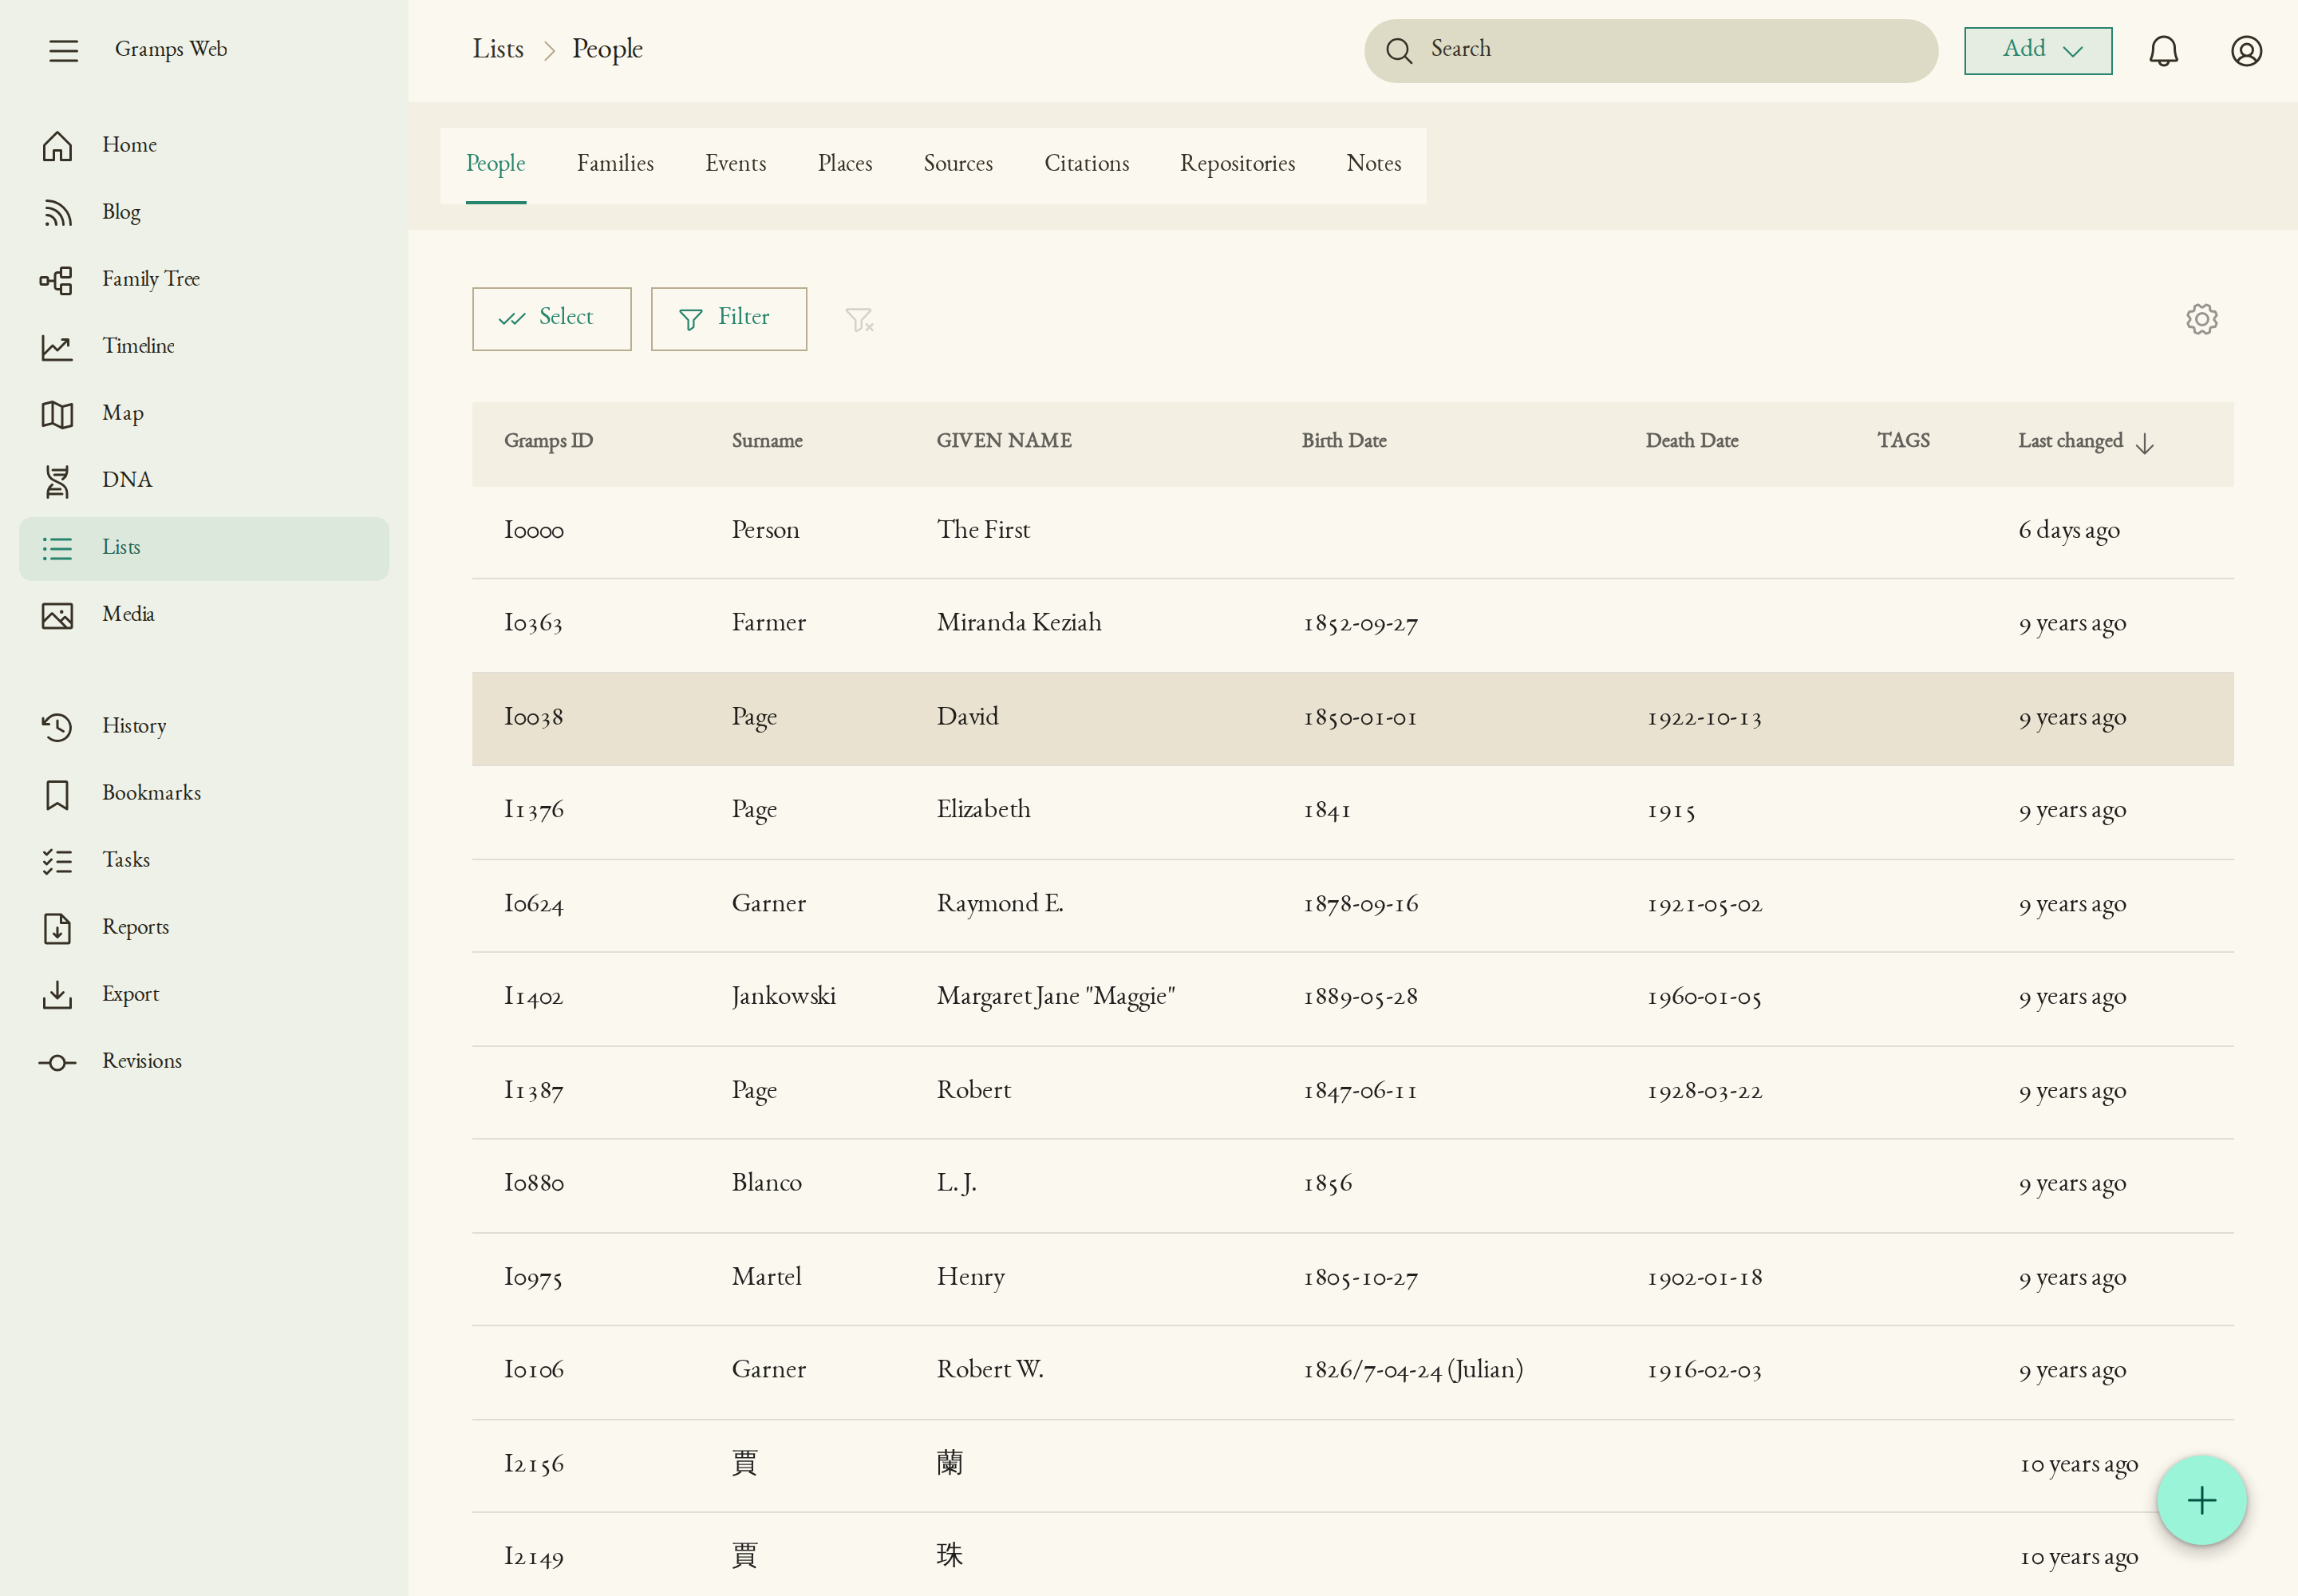 Gramps Web
Lists > People
Search
Add
Home
Blog
Family Tree
Timeline
Map
DNA
Lists
Media
History
Bookmarks
Tasks
Reports
Export
Revisions
People Families Events Places Sources Citations Repositories Notes
Select Filter
Gramps ID Surname GIVEN NAME Birth Date Death Date TAGS Last changed
I0000 Person The First 6 days ago
I0363 Farmer Miranda Keziah 1852-09-27 9 years ago
I0038 Page David 1850-01-01 1922-10-13 9 years ago
I1376 Page Elizabeth 1841 1915 9 years ago
I0624 Garner Raymond E. 1878-09-16 1921-05-02 9 years ago
I1402 Jankowski Margaret Jane "Maggie" 1889-05-28 1960-01-05 9 years ago
I1387 Page Robert 1847-06-11 1928-03-22 9 years ago
I0880 Blanco L. J. 1856 9 years ago
I0975 Martel Henry 1805-10-27 1902-01-18 9 years ago
I0106 Garner Robert W. 1826/7-04-24 (Julian) 1916-02-03 9 years ago
I2156 賈 蘭 10 years ago
I2149 賈 珠 10 years ago